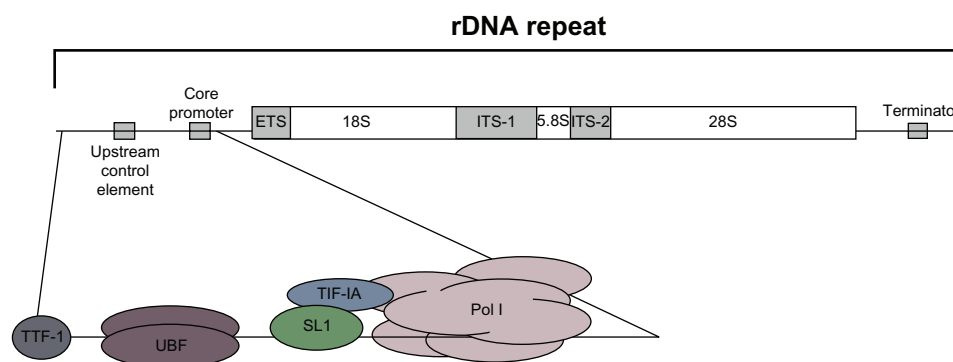 rDNA repeat
Core
promoter
ETS
18S
ITS-1
5.8S
ITS-2
28S
Terminato
Upstream
control
element
TIF-IA
Pol I
SL1
TTF-1
UBF